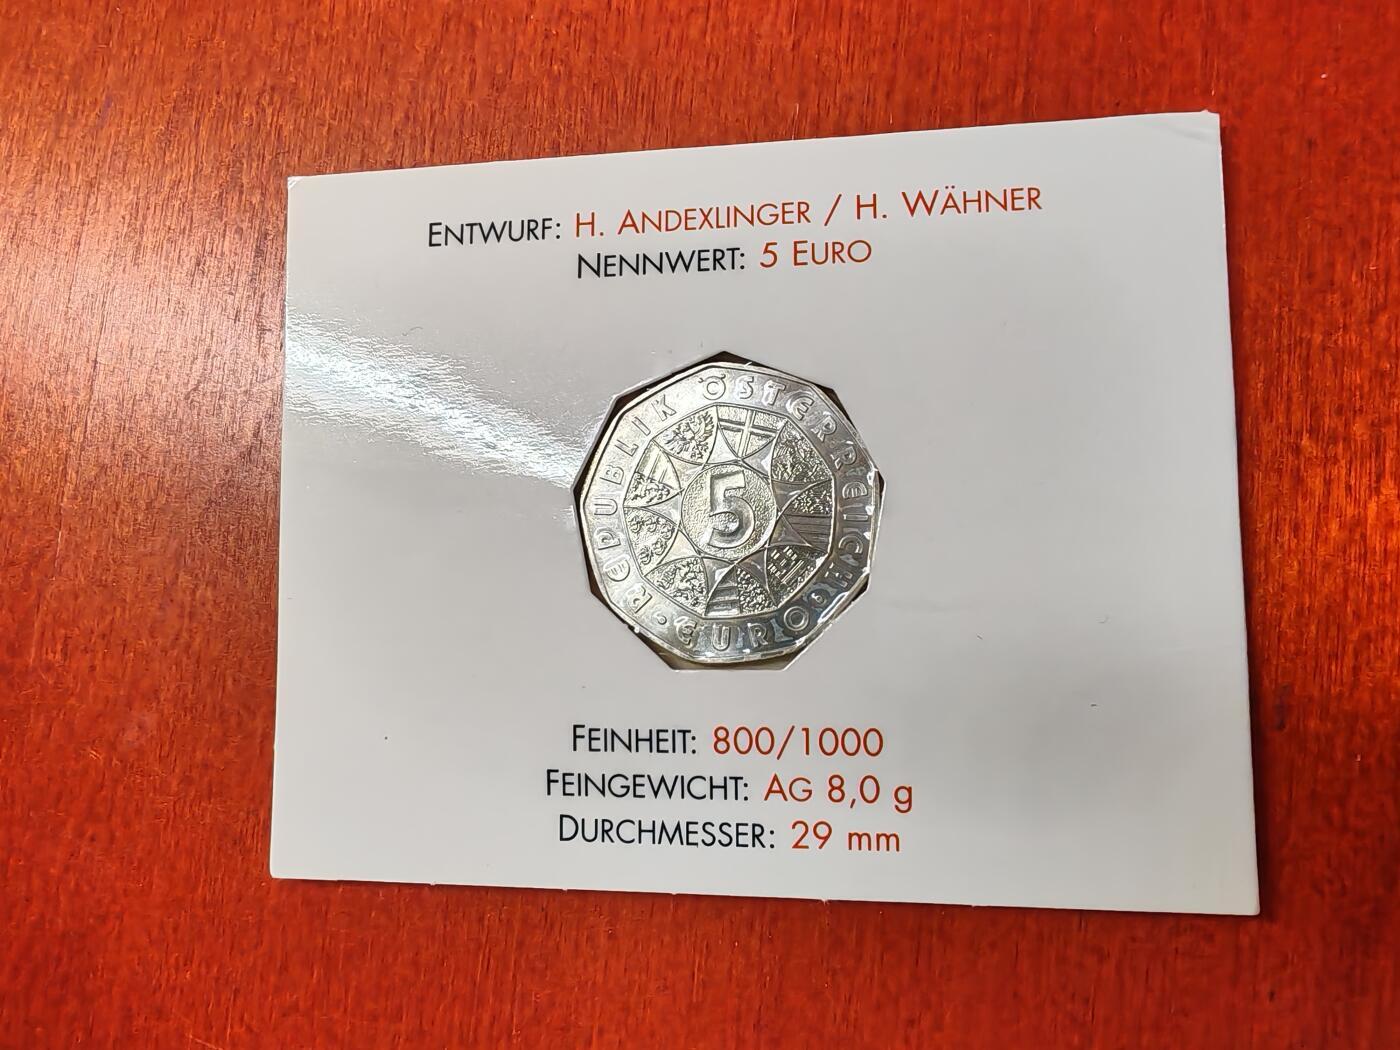 ENTWURF: H. ANDEXLINGER / H. WÄHNER
NENNWERT: 5 EURO
REPUBLIK ÖSTERREICH
5
5 EURO
FEINHEIT: 800/1000
FEINGEWICHT: AG 8,0 g
DURCHMESSER: 29 mm